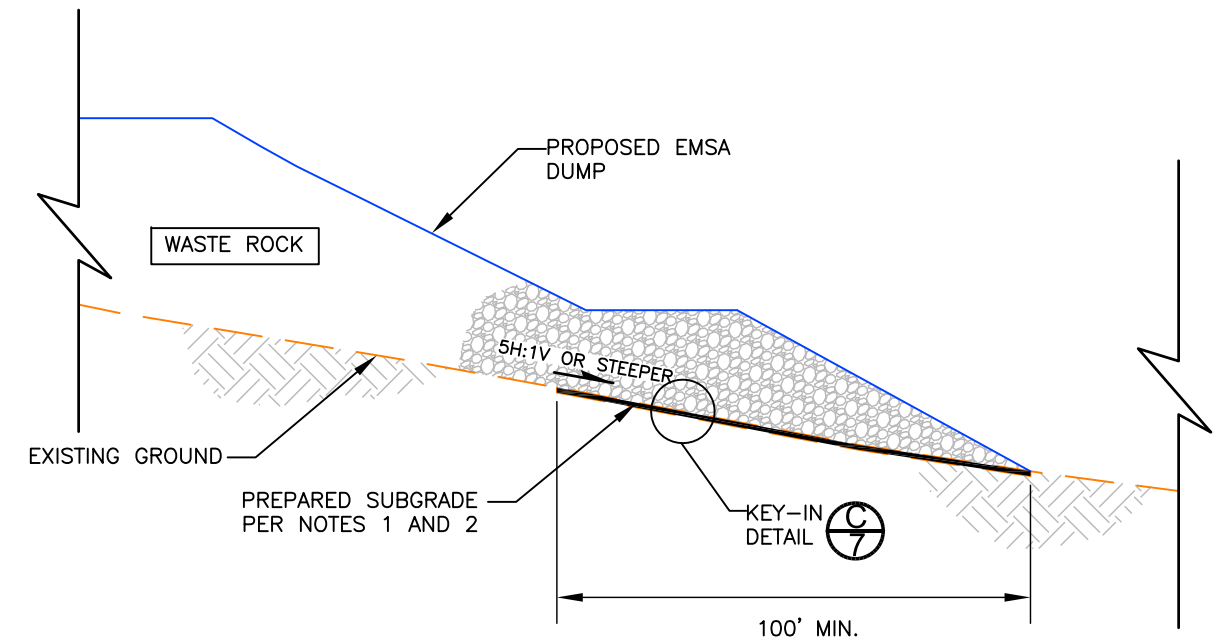 PROPOSED EMSA
DUMP
WASTE ROCK
5H:1V OR STEEPER
EXISTING GROUND
PREPARED SUBGRADE
PER NOTES 1 AND 2
KEY-IN
DETAIL
C
7
100' MIN.